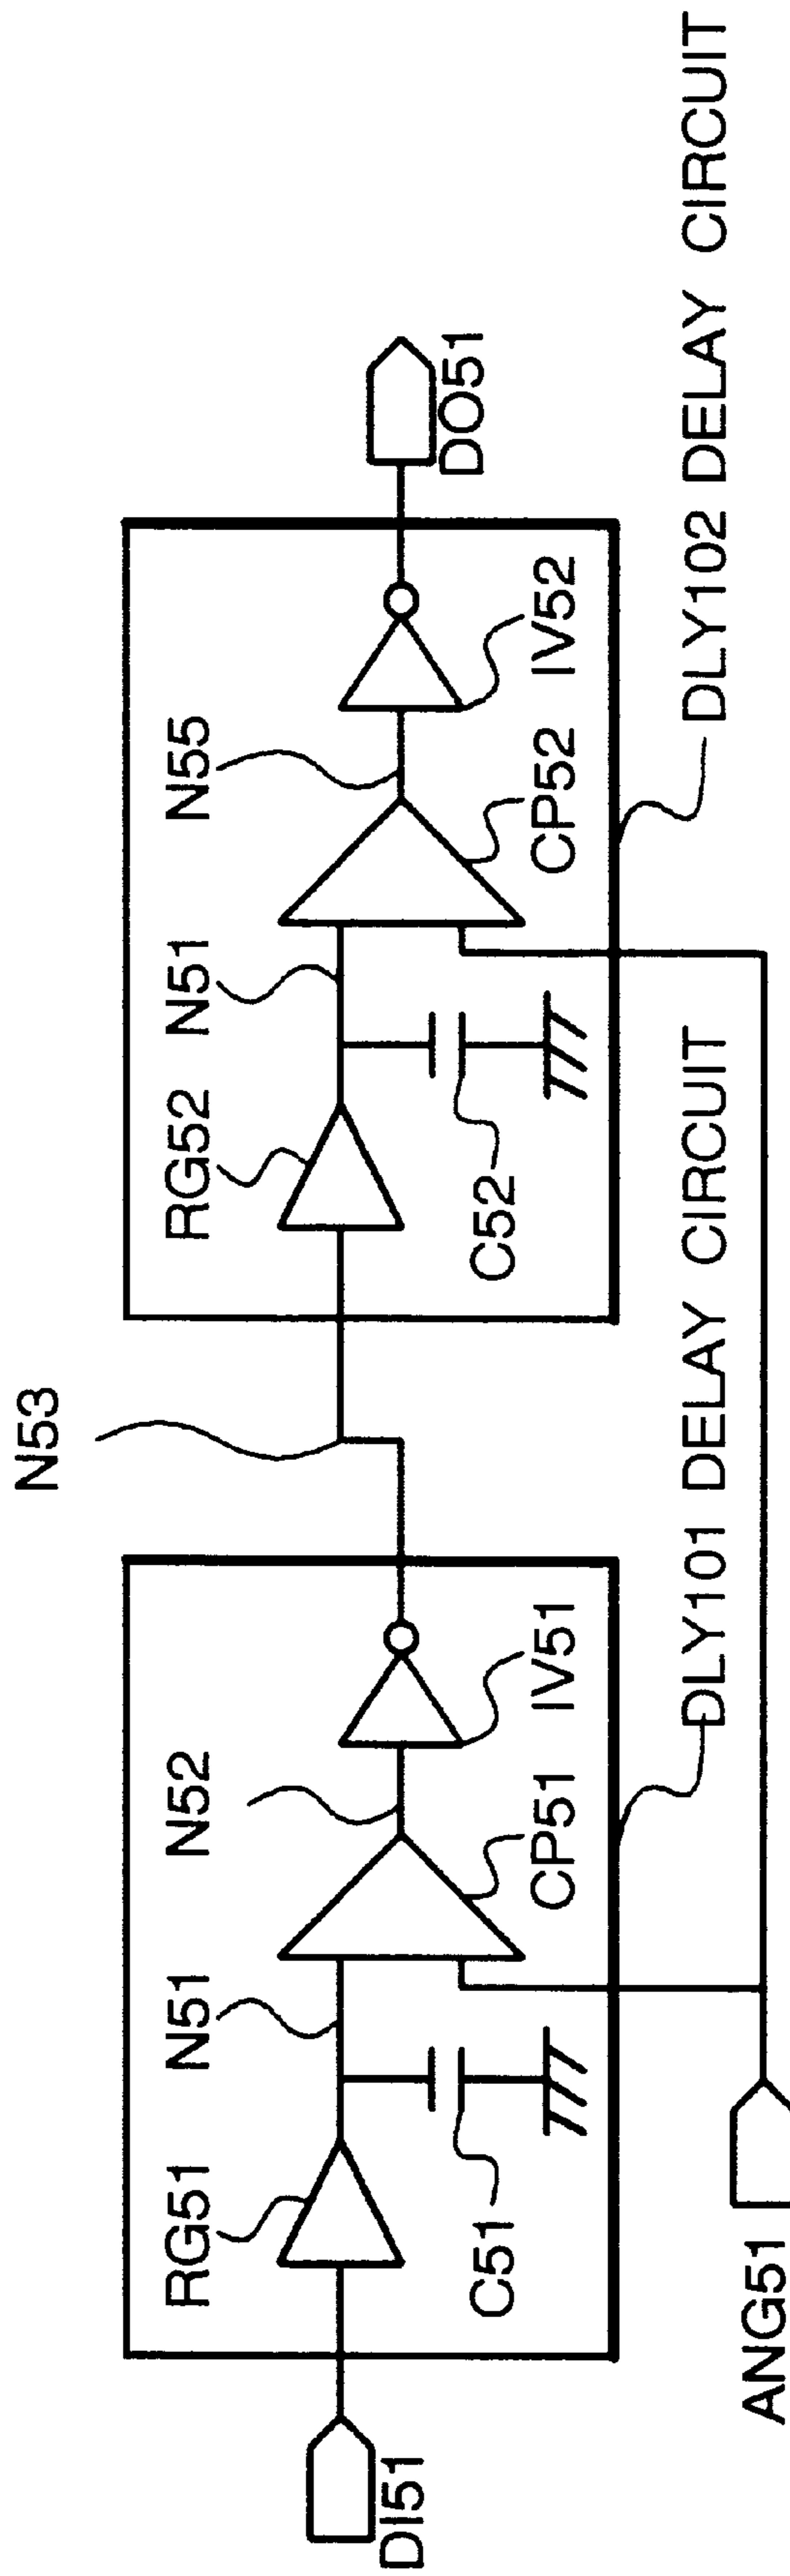 N53
RG51
N51
N52
RG52
N51
N55
DI51
C51
CP51
IV51
C52
CP52
IV52
DO51
DLY101 DELAY CIRCUIT
DLY102 DELAY CIRCUIT
ANG51